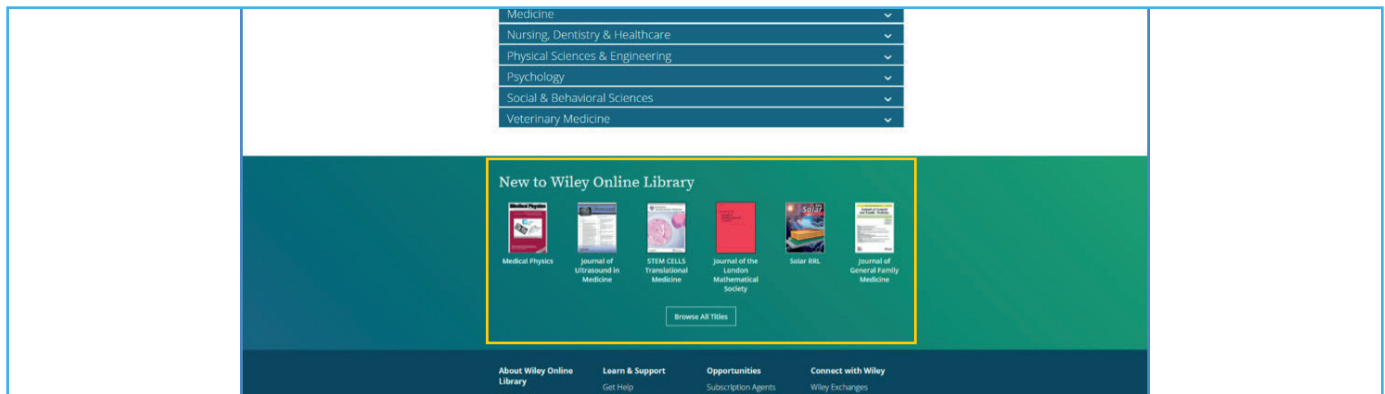 Medicine
Nursing, Dentistry & Healthcare
Physical Sciences & Engineering
Psychology
Social & Behavioral Sciences
Veterinary Medicine
New to Wiley Online Library
Medical Physics
Solar
Medical Physics
Journal of
Ultrasound in
Medicine
STEM CELLS
Translational
Medicine
Journal of the
London
Mathematical
Society
Solar RRL
Journal of
General Family
Medicine
Browse All Titles
About Wiley Online
Library
Learn & Support
Get Help
Opportunities
Subscription Agents
Connect with Wiley
Wiley Exchanges